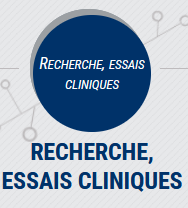 RECHERCHE, ESSAIS
CLINIQUES
RECHERCHE,
ESSAIS CLINIQUES